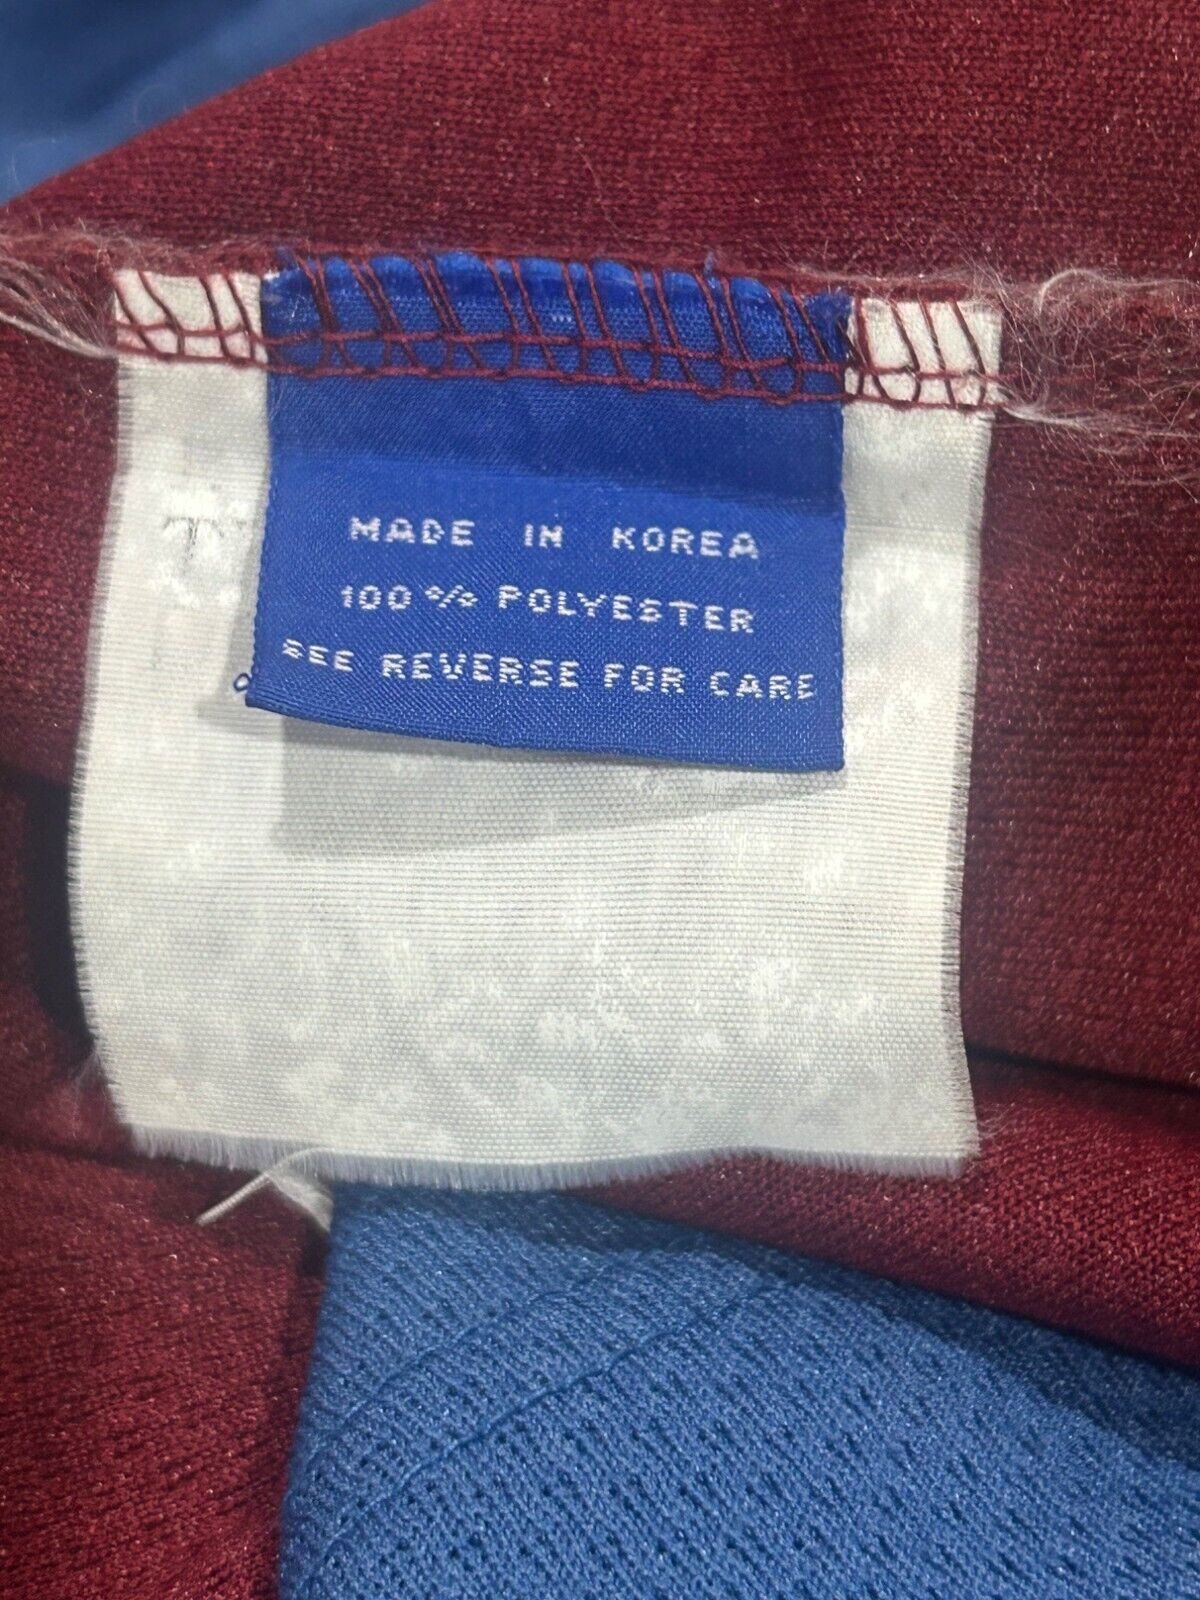 MADE IN KOREA
100% POLYESTER
SEE REVERSE FOR CARE